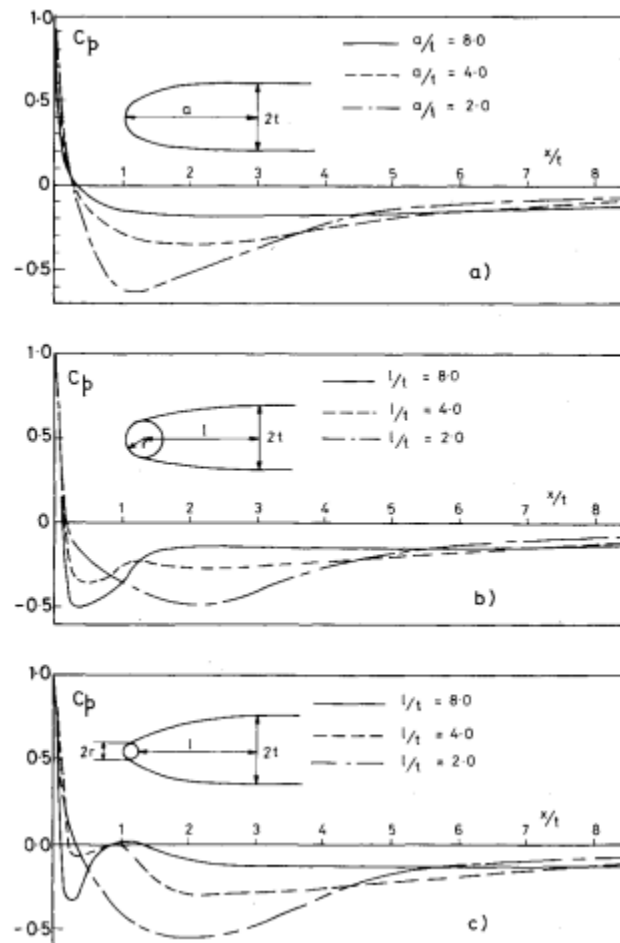 1·0
Cp
a/t = 8·0
a/t = 4·0
a/t = 2·0
0·5
a
2t
x/t
0
1 2 3 4 5 6 7 8
-0·5
a)
1·0
Cp
l/t = 8·0
l/t = 4·0
l/t = 2·0
0·5
r
l
2t
x/t
0
1 2 3 4 5 6 7 8
-0·5
b)
1·0
Cp
l/t = 8·0
l/t = 4·0
l/t = 2·0
0·5
2r
l
2t
x/t
0·0
1 2 3 4 5 6 7 8
-0·5
c)